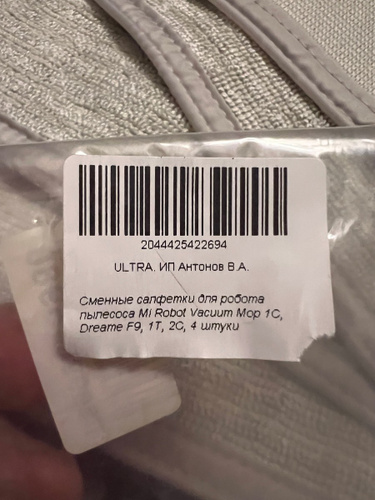 2044425422694
ULTRA. ИП Антонов В.А.
Сменные салфетки для робота
пылесоса Mi Robot Vacuum Mop 1C,
Dreame F9, 1T, 2C, 4 штуки